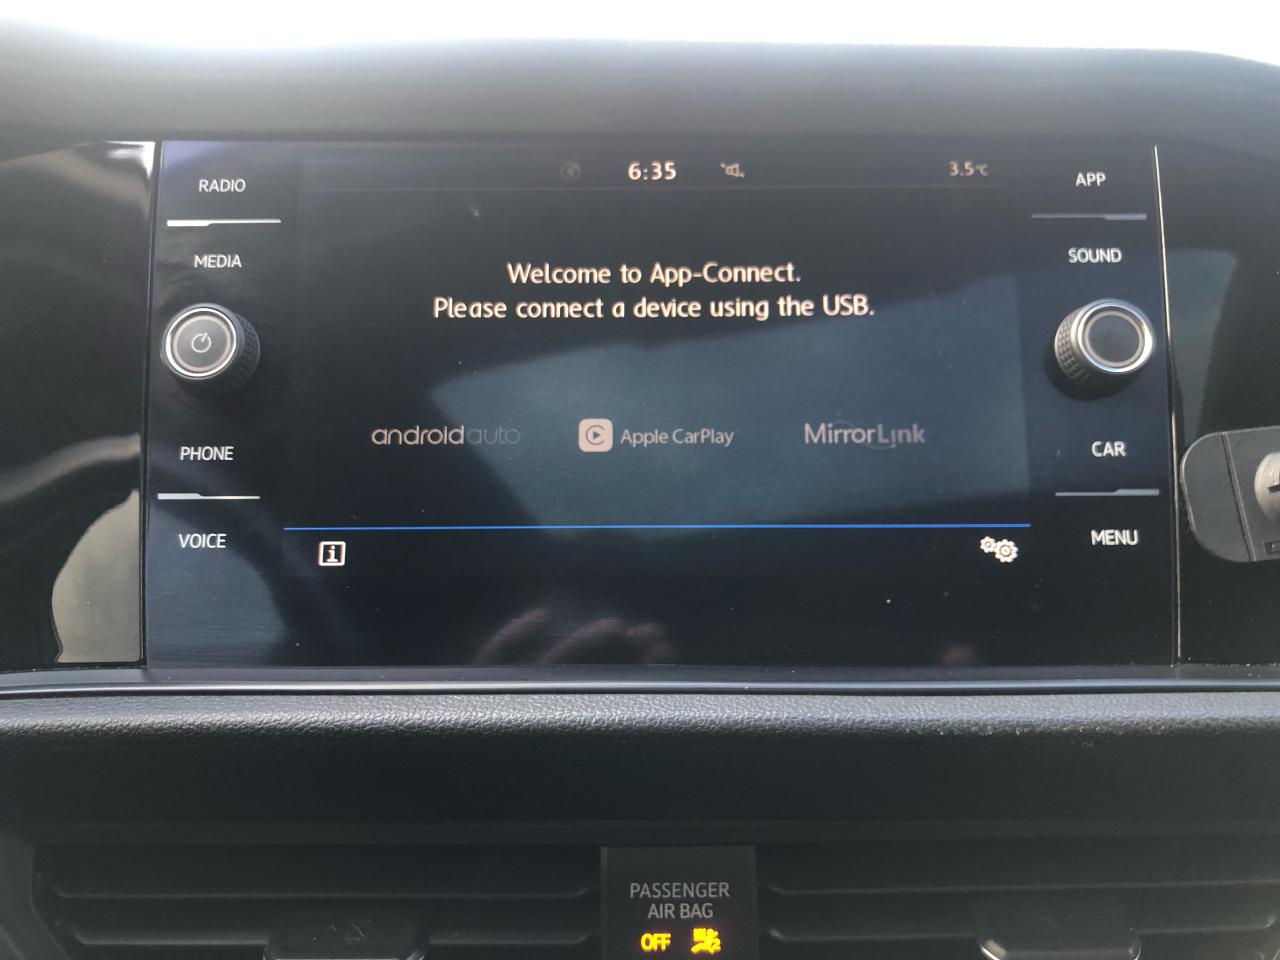 RADIO
MEDIA
PHONE
VOICE
6:35
3.5°C
Welcome to App-Connect.
Please connect a device using the USB.
androidauto
Apple CarPlay
MirrorLink
i
APP
SOUND
CAR
MENU
PASSENGER
AIR BAG
OFF